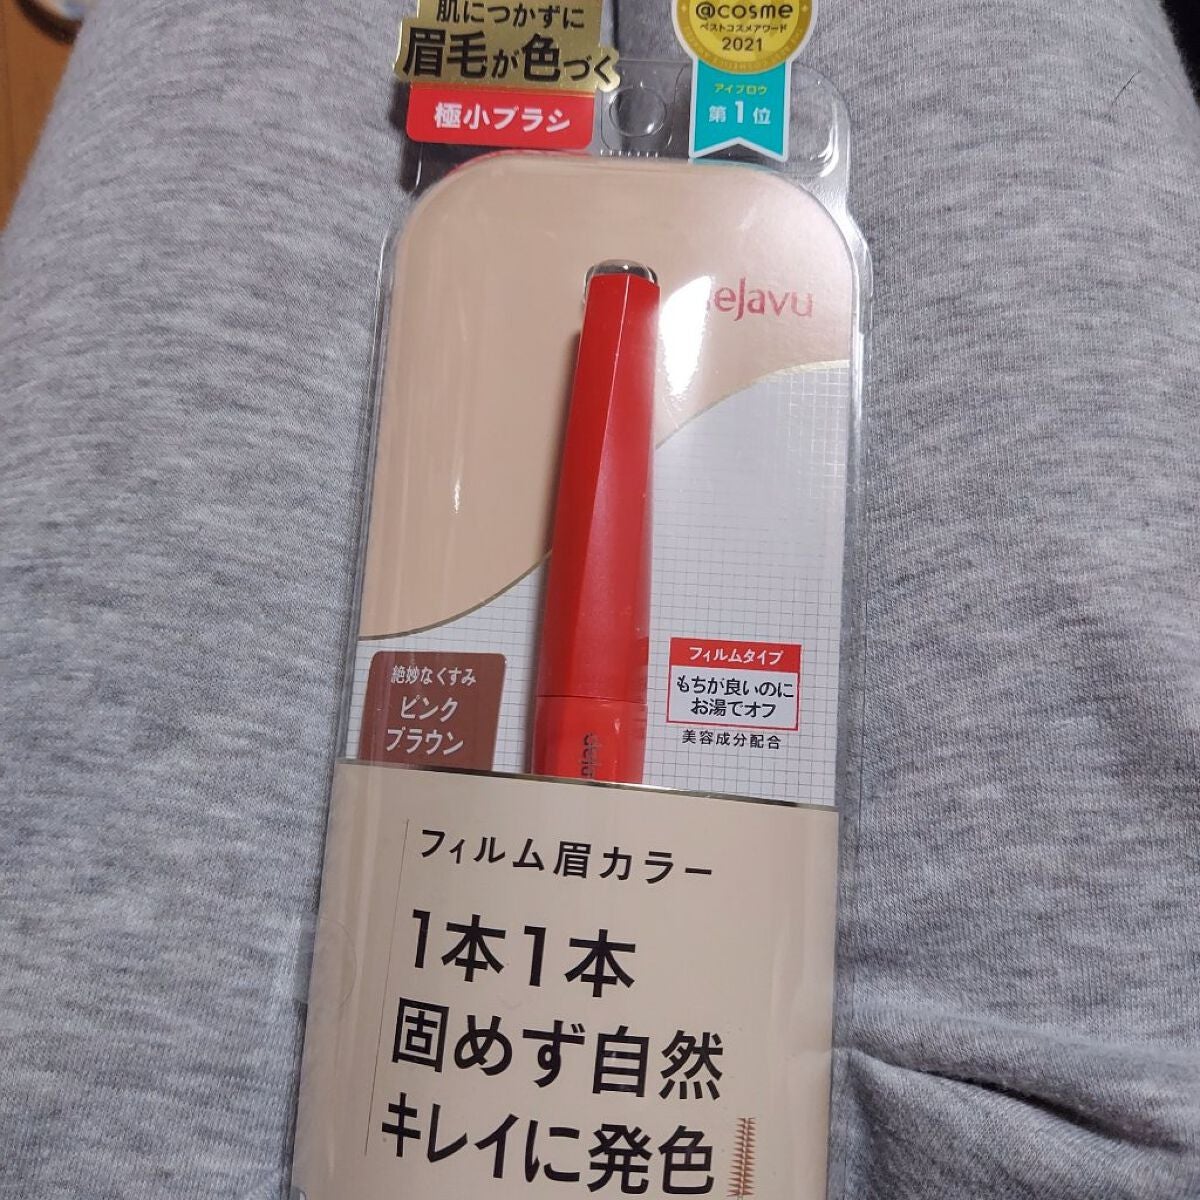 肌につかずに
眉毛が色づく
極小ブラシ
@cosme
ベストコスメアワード
2021
アイブロウ
第1位
dejavu
フィルムタイプ
もちが良いのに
お湯でオフ
美容成分配合
絶妙なくすみ
ピンク
ブラウン
フィルム眉カラー
1本1本
固めず自然
キレイに発色